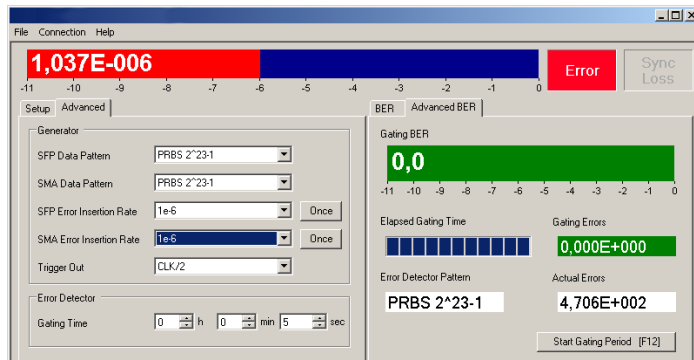 File Connection Help
1,037E-006
Error
Sync Loss
-11 -10 -9 -8 -7 -6 -5 -4 -3 -2 -1 0
Setup Advanced
Generator
SFP Data Pattern PRBS 2^23-1
SMA Data Pattern PRBS 2^23-1
SFP Error Insertion Rate 1e-6 Once
SMA Error Insertion Rate 1e-6 Once
Trigger Out CLK/2
Error Detector
Gating Time 0 h 0 min 5 sec
BER Advanced BER
Gating BER
0,0
-11 -10 -9 -8 -7 -6 -5 -4 -3 -2 -1 0
Elapsed Gating Time
Gating Errors
0,000E+000
Error Detector Pattern
PRBS 2^23-1
Actual Errors
4,706E+002
Start Gating Period [F12]